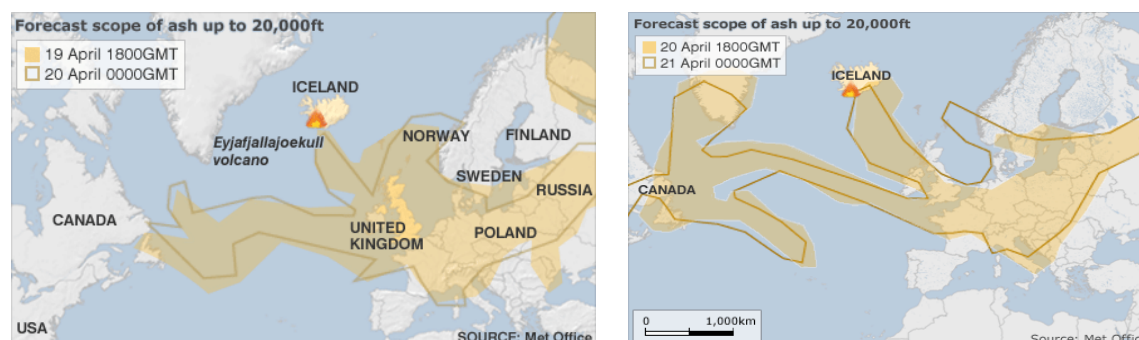 Forecast scope of ash up to 20,000ft
19 April 1800GMT
20 April 0000GMT
ICELAND
Eyjafjallajoekull
volcano
NORWAY
FINLAND
SWEDEN
RUSSIA
CANADA
UNITED
KINGDOM
POLAND
USA
SOURCE: Met Office
Forecast scope of ash up to 20,000ft
20 April 1800GMT
21 April 0000GMT
ICELAND
CANADA
0 1,000km
Source: Met Offic